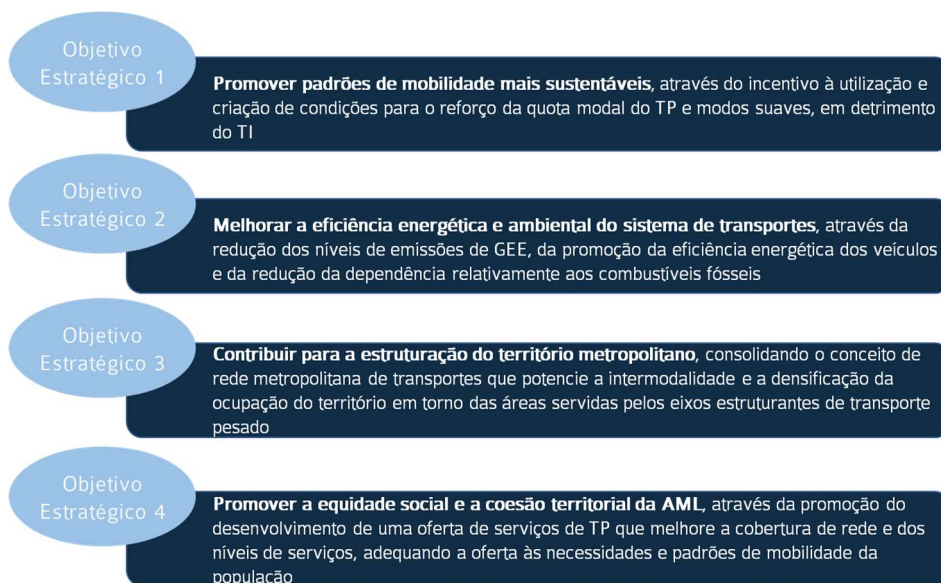 Objetivo
Estratégico 1
Promover padrões de mobilidade mais sustentáveis, através do incentivo à utilização e
criação de condições para o reforço da quota modal do TP e modos suaves, em detrimento
do TI
Objetivo
Estratégico 2
Melhorar a eficiência energética e ambiental do sistema de transportes, através da
redução dos níveis de emissões de GEE, da promoção da eficiência energética dos veículos
e da redução da dependência relativamente aos combustíveis fósseis
Objetivo
Estratégico 3
Contribuir para a estruturação do território metropolitano, consolidando o conceito de
rede metropolitana de transportes que potencie a intermodalidade e a densificação da
ocupação do território em torno das áreas servidas pelos eixos estruturantes de transporte
pesado
Objetivo
Estratégico 4
Promover a equidade social e a coesão territorial da AML, através da promoção do
desenvolvimento de uma oferta de serviços de TP que melhore a cobertura de rede e dos
níveis de serviços, adequando a oferta às necessidades e padrões de mobilidade da
população